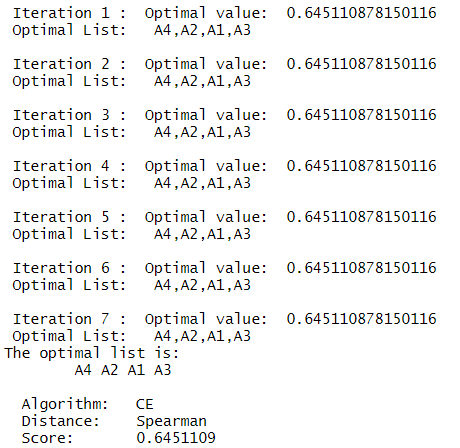 Iteration 1 :  Optimal value:  0.645110878150116
Optimal List:   A4,A2,A1,A3
Iteration 2 :  Optimal value:  0.645110878150116
Optimal List:   A4,A2,A1,A3
Iteration 3 :  Optimal value:  0.645110878150116
Optimal List:   A4,A2,A1,A3
Iteration 4 :  Optimal value:  0.645110878150116
Optimal List:   A4,A2,A1,A3
Iteration 5 :  Optimal value:  0.645110878150116
Optimal List:   A4,A2,A1,A3
Iteration 6 :  Optimal value:  0.645110878150116
Optimal List:   A4,A2,A1,A3
Iteration 7 :  Optimal value:  0.645110878150116
Optimal List:   A4,A2,A1,A3
The optimal list is:
A4 A2 A1 A3
Algorithm:   CE
Distance:    Spearman
Score:       0.6451109